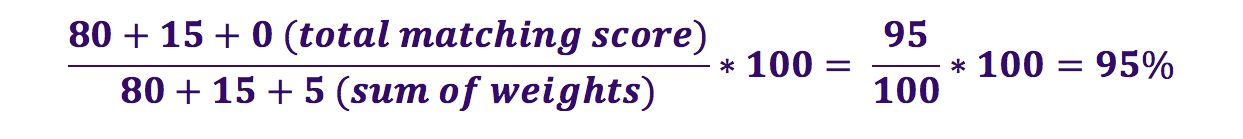 80 + 15 + 0 (total matching score)
80 + 15 + 5 (sum of weights)
∗ 100 =
95
100
∗ 100 = 95%